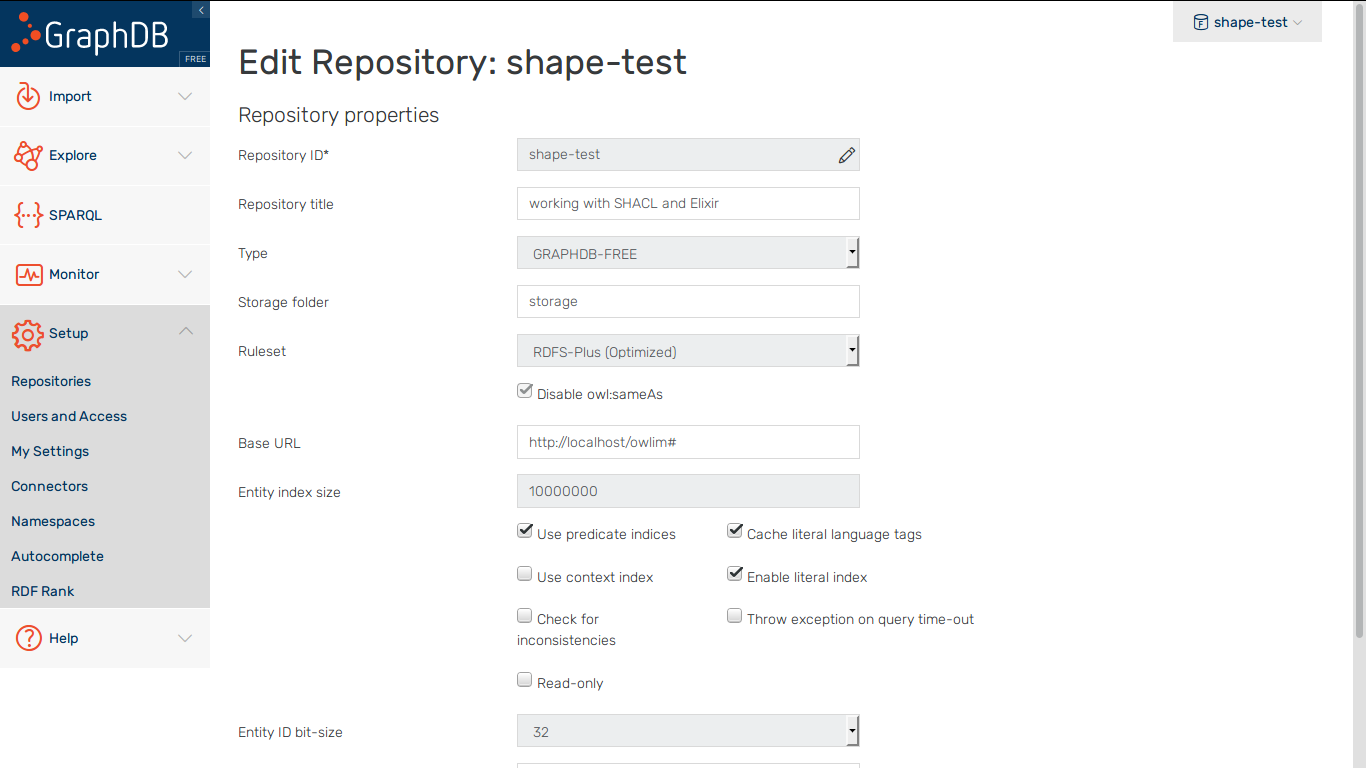 GraphDB
FREE
shape-test
Import
Explore
SPARQL
Monitor
Setup
Repositories
Users and Access
My Settings
Connectors
Namespaces
Autocomplete
RDF Rank
Help
Edit Repository: shape-test
Repository properties
Repository ID* shape-test
Repository title working with SHACL and Elixir
Type GRAPHDB-FREE
Storage folder storage
Ruleset RDFS-Plus (Optimized)
Disable owl:sameAs
Base URL http://localhost/owlim#
Entity index size 10000000
Use predicate indices Cache literal language tags
Use context index Enable literal index
Check for Throw exception on query time-out
inconsistencies
Read-only
Entity ID bit-size 32